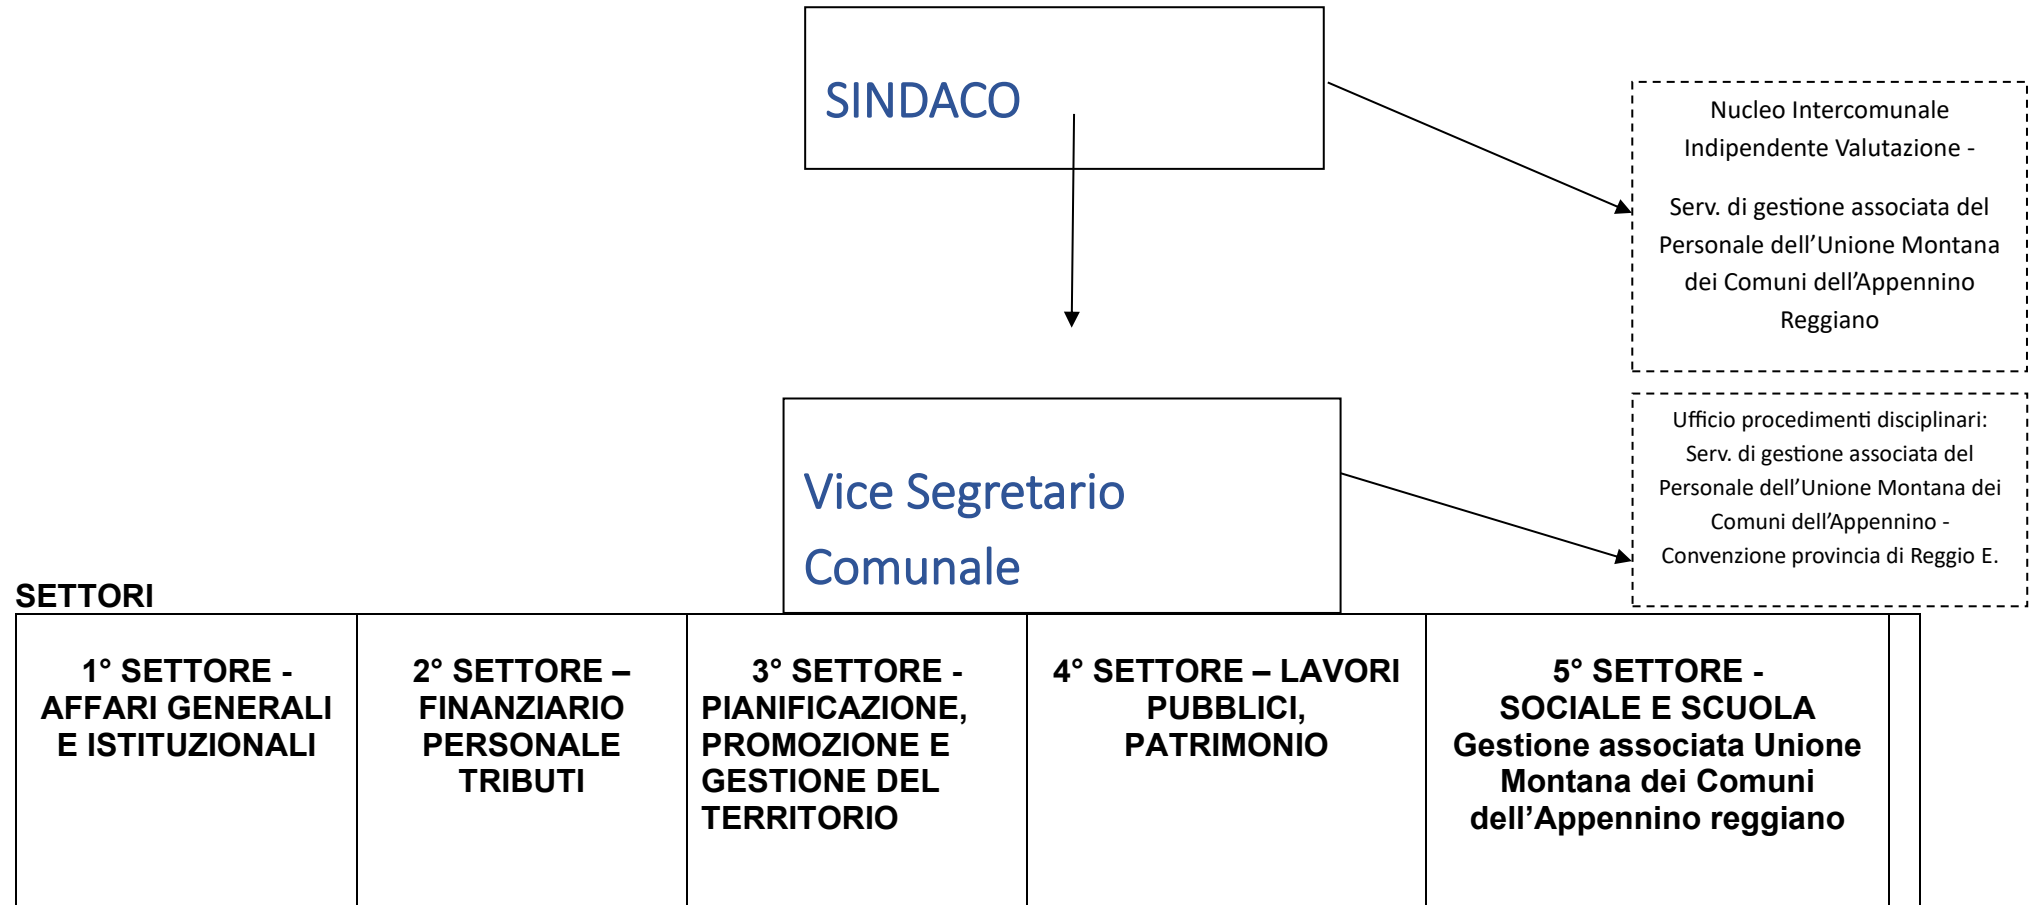 SINDACO
Nucleo Intercomunale
Indipendente Valutazione -
Serv. di gestione associata del
Personale dell’Unione Montana
dei Comuni dell’Appennino
Reggiano
Vice Segretario
Comunale
Ufficio procedimenti disciplinari:
Serv. di gestione associata del
Personale dell’Unione Montana dei
Comuni dell’Appennino -
Convenzione provincia di Reggio E.
SETTORI
1° SETTORE -
AFFARI GENERALI
E ISTITUZIONALI
2° SETTORE –
FINANZIARIO
PERSONALE
TRIBUTI
3° SETTORE -
PIANIFICAZIONE,
PROMOZIONE E
GESTIONE DEL
TERRITORIO
4° SETTORE – LAVORI
PUBBLICI,
PATRIMONIO
5° SETTORE -
SOCIALE E SCUOLA
Gestione associata Unione
Montana dei Comuni
dell’Appennino reggiano